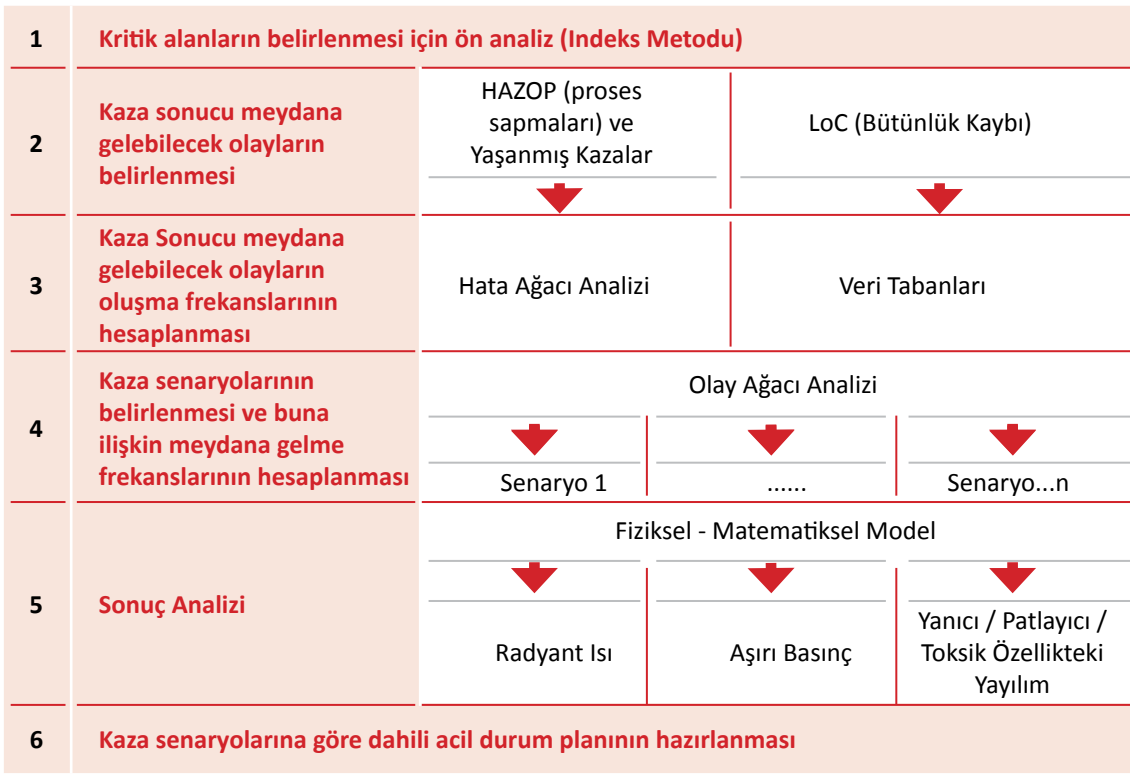 1
Kritik alanların belirlenmesi için ön analiz (Indeks Metodu)
2
Kaza sonucu meydana
gelebilecek olayların
belirlenmesi
HAZOP (proses
sapmaları) ve
Yaşanmış Kazalar
LoC (Bütünlük Kaybı)
3
Kaza Sonucu meydana
gelebilecek olayların
oluşma frekanslarının
hesaplanması
Hata Ağacı Analizi
Veri Tabanları
4
Kaza senaryolarının
belirlenmesi ve buna
ilişkin meydana gelme
frekanslarının hesaplanması
Olay Ağacı Analizi
Senaryo 1
......
Senaryo...n
5
Sonuç Analizi
Fiziksel - Matematiksel Model
Radyant Isı
Aşırı Basınç
Yanıcı / Patlayıcı /
Toksik Özellikteki
Yayılım
6
Kaza senaryolarına göre dahili acil durum planının hazırlanması